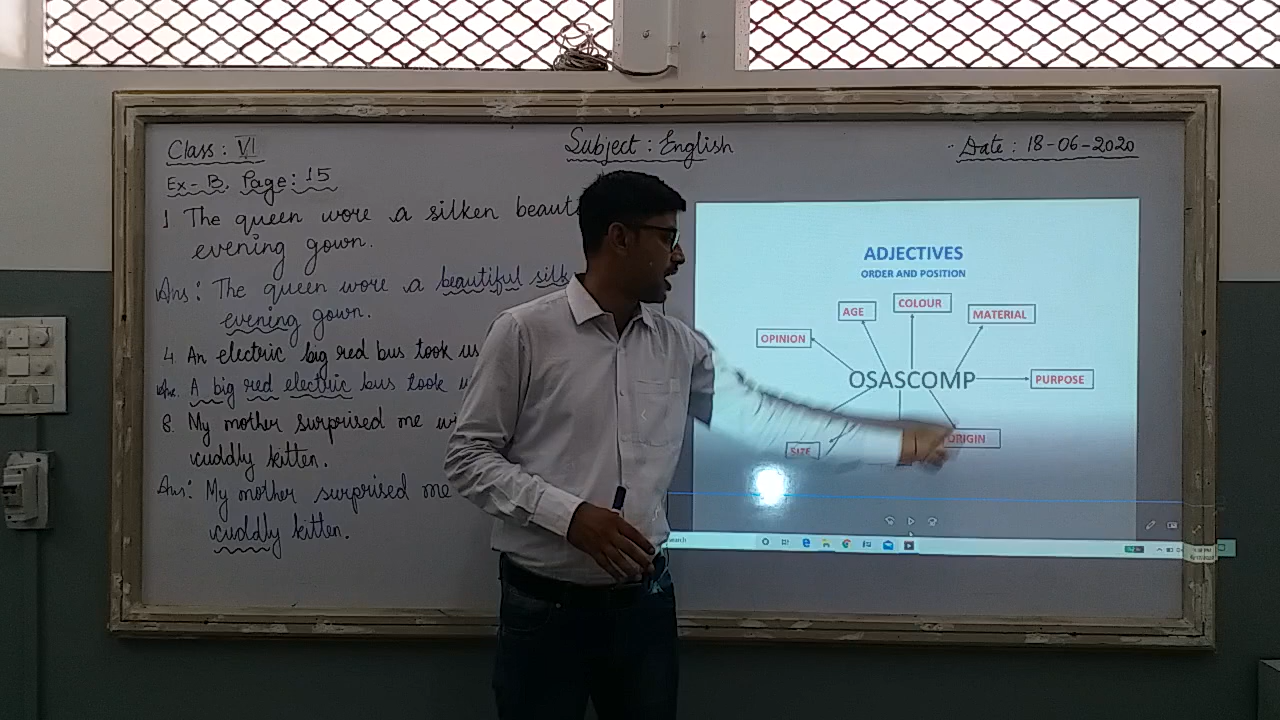 Class : VI
Subject : English
Date : 18-06-2020
Ex-B. Page: 15
1 The queen wore a silken
evening gown.
Ans: The queen wore a beautiful
evening gown.
4. An electric big red bus took us
Ans. A big red electric bus took
8. My mother surprised me
cuddly kitten.
Ans: My mother surprised me
cuddly kitten.
ADJECTIVES
ORDER AND POSITION
AGE
COLOUR
MATERIAL
OPINION
OSASCOMP
PURPOSE
ORIGIN
SIZE